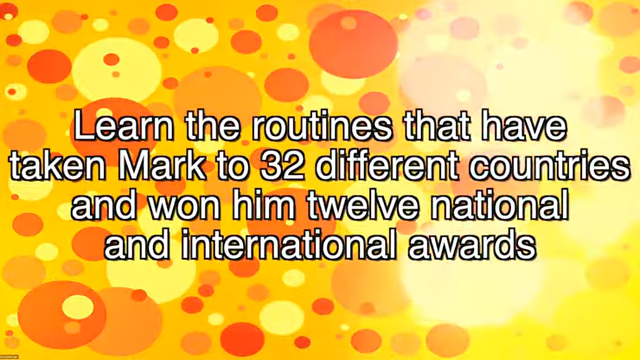 Learn the routines that have
taken Mark to 32 different countries
and won him twelve national
and international awards